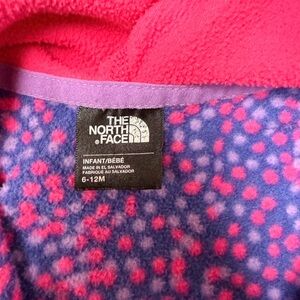 THE
NORTH
FACE
INFANT/BÉBÉ
MADE IN EL SALVADOR
FABRIQUÉ AU SALVADOR
6-12M